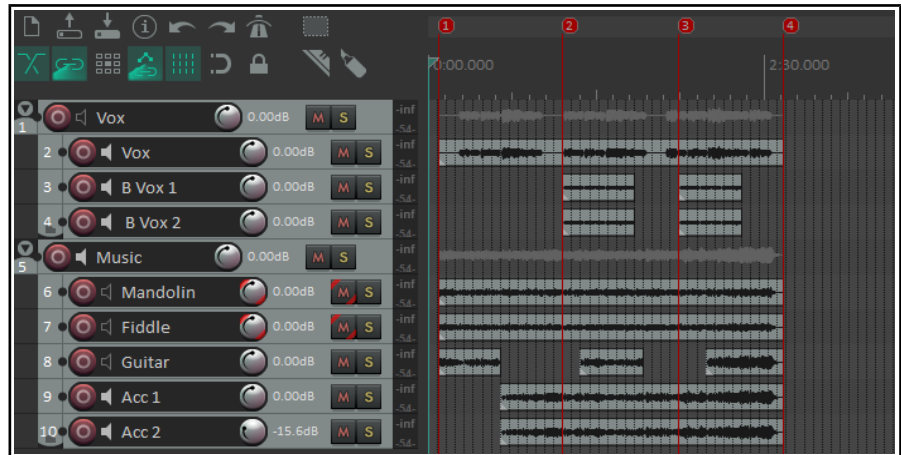 1 2 3 4
0:00.000 2:30.000
1 Vox 0.00dB M S -inf -54-
2 Vox 0.00dB M S -inf -54-
3 B Vox 1 0.00dB M S -inf -54-
4 B Vox 2 0.00dB M S -inf -54-
5 Music 0.00dB M S -inf -54-
6 Mandolin 0.00dB M S -inf -54-
7 Fiddle 0.00dB M S -inf -54-
8 Guitar 0.00dB M S -inf -54-
9 Acc 1 0.00dB M S -inf -54-
10 Acc 2 -15.6dB M S -inf -54-